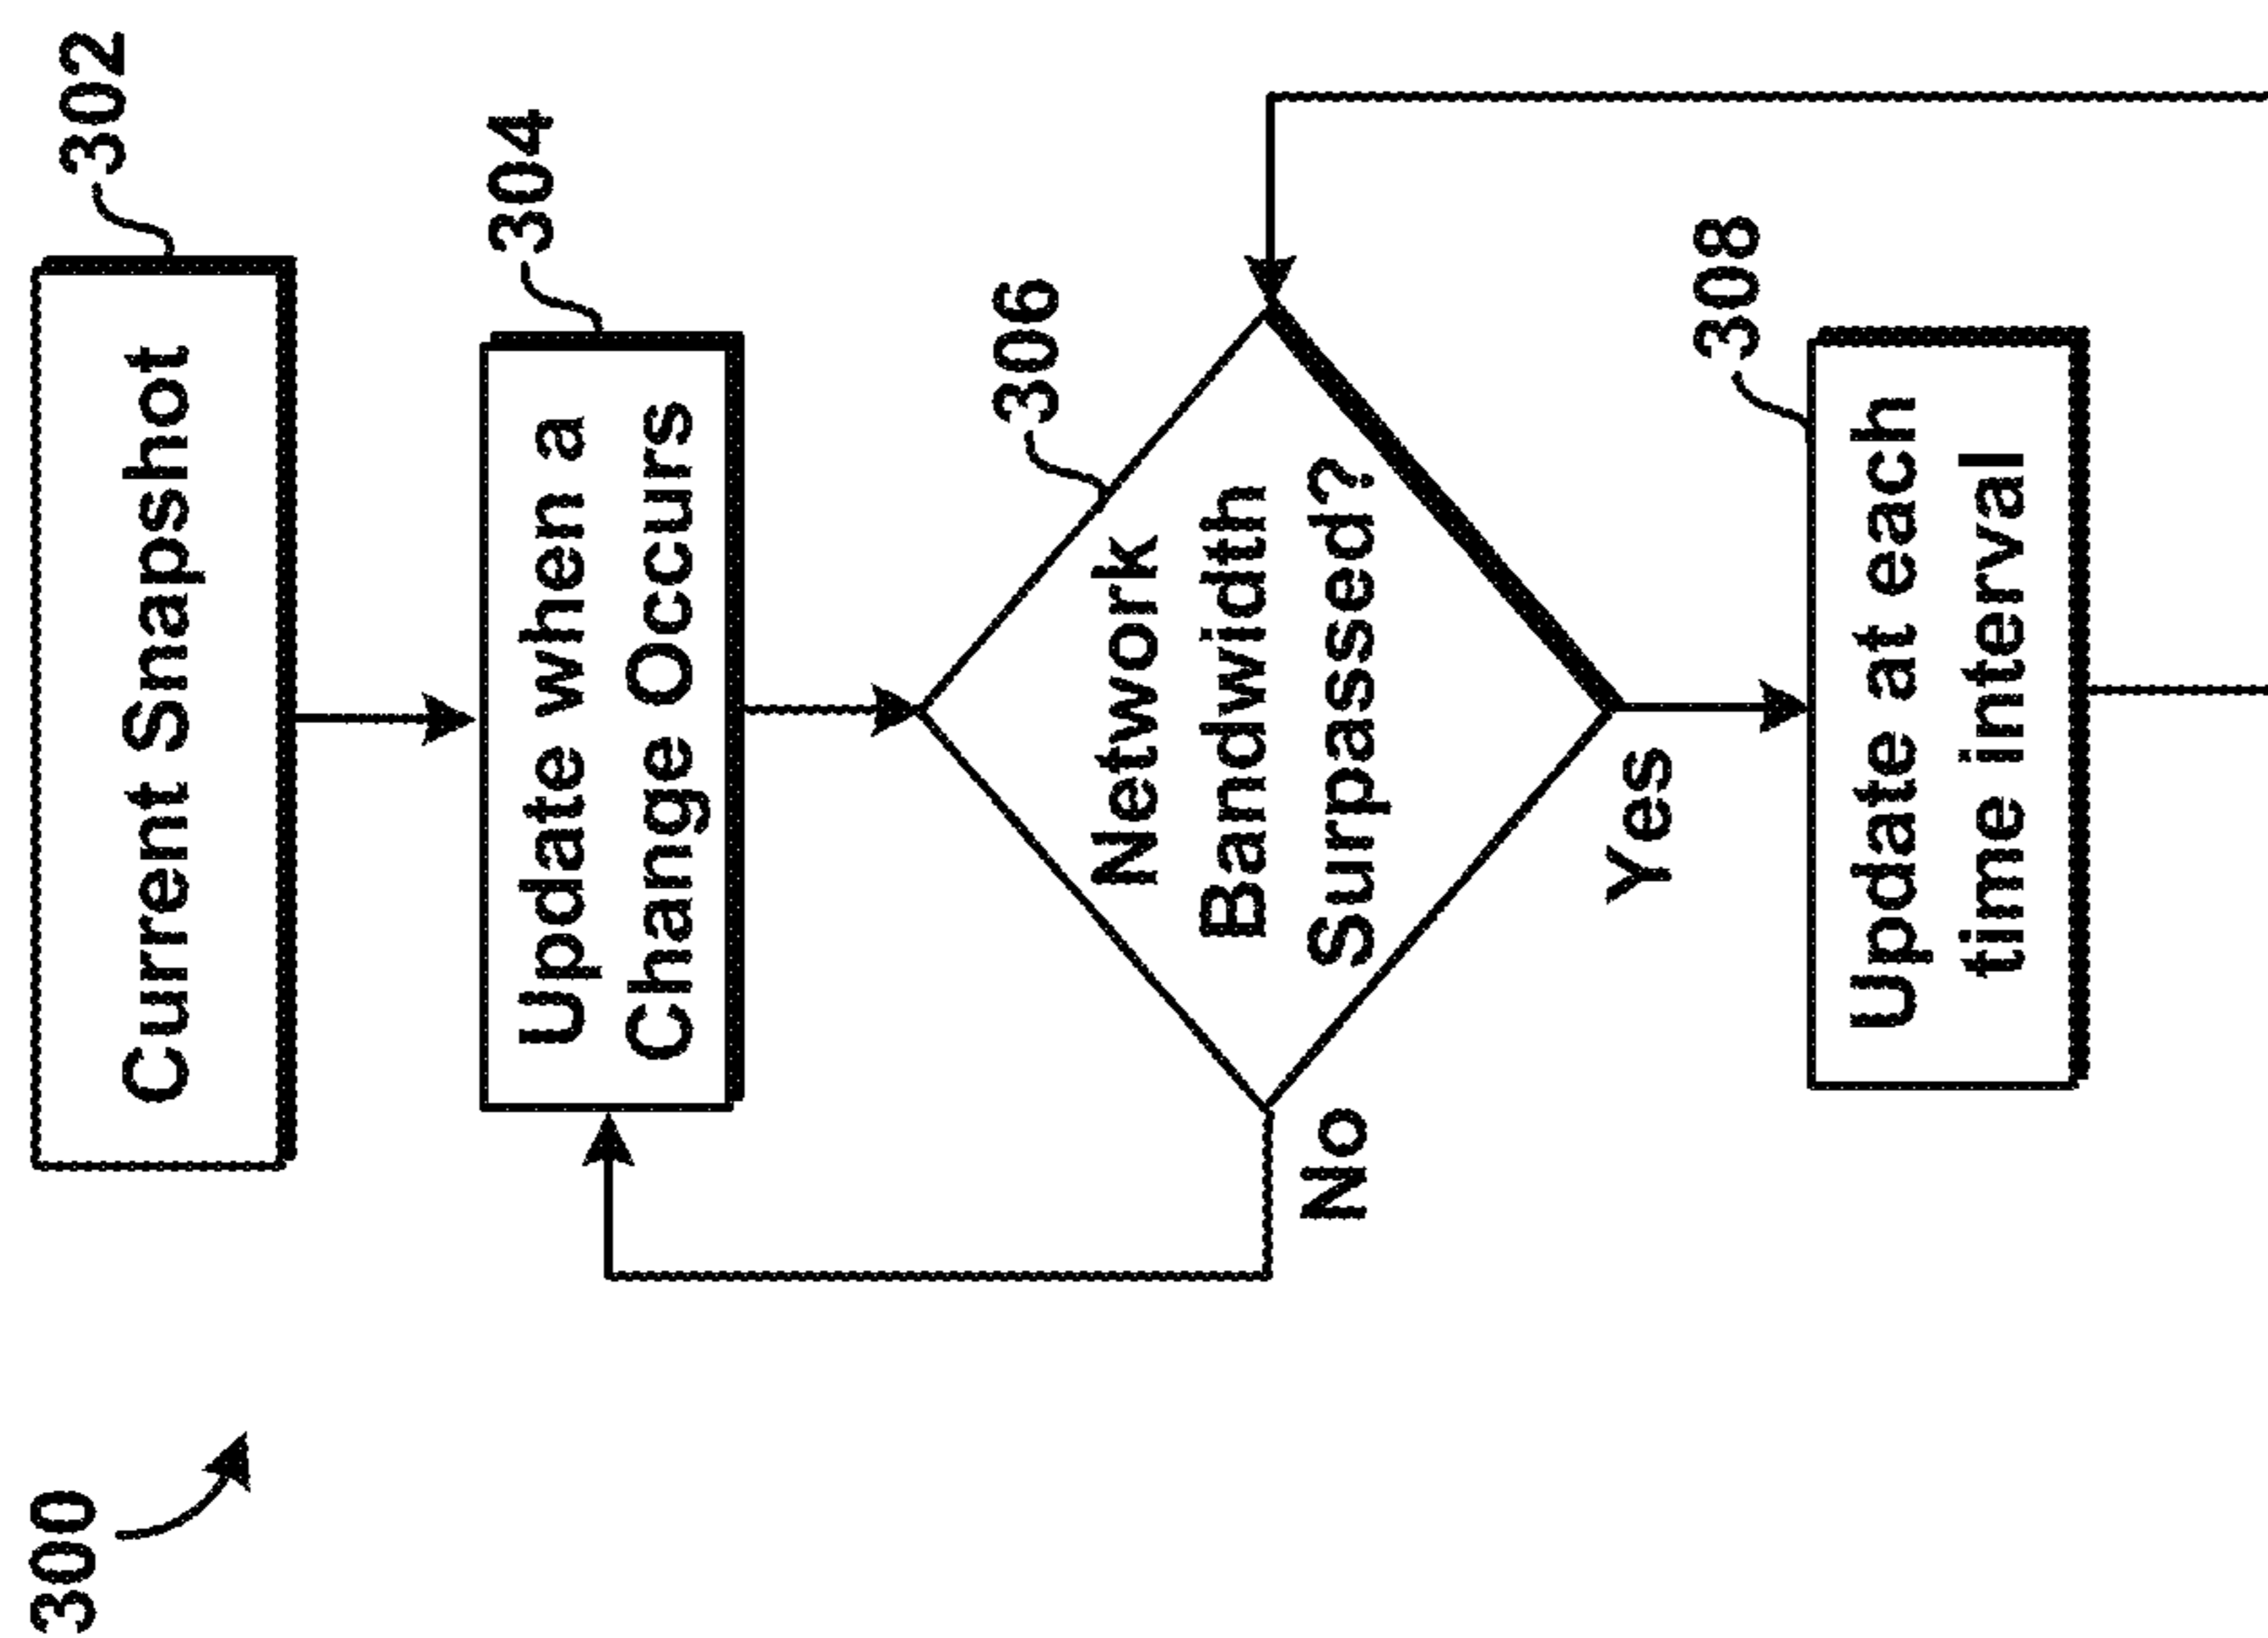 300
302
Current Snapshot
304
Update when a
Change Occurs
306
Network
Bandwidth
Surpassed?
No
Yes
308
Update at each
time interval